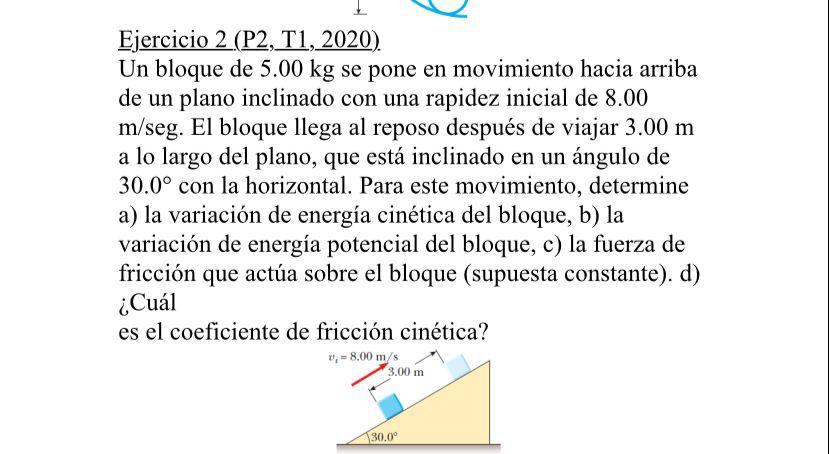 Ejercicio 2 (P2, T1, 2020)
Un bloque de 5.00 kg se pone en movimiento hacia arriba
de un plano inclinado con una rapidez inicial de 8.00
m/seg. El bloque llega al reposo después de viajar 3.00 m
a lo largo del plano, que está inclinado en un ángulo de
30.0° con la horizontal. Para este movimiento, determine
a) la variación de energía cinética del bloque, b) la
variación de energía potencial del bloque, c) la fuerza de
fricción que actúa sobre el bloque (supuesta constante). d)
¿Cuál
es el coeficiente de fricción cinética?
vᵢ = 8.00 m/s
3.00 m
30.0°